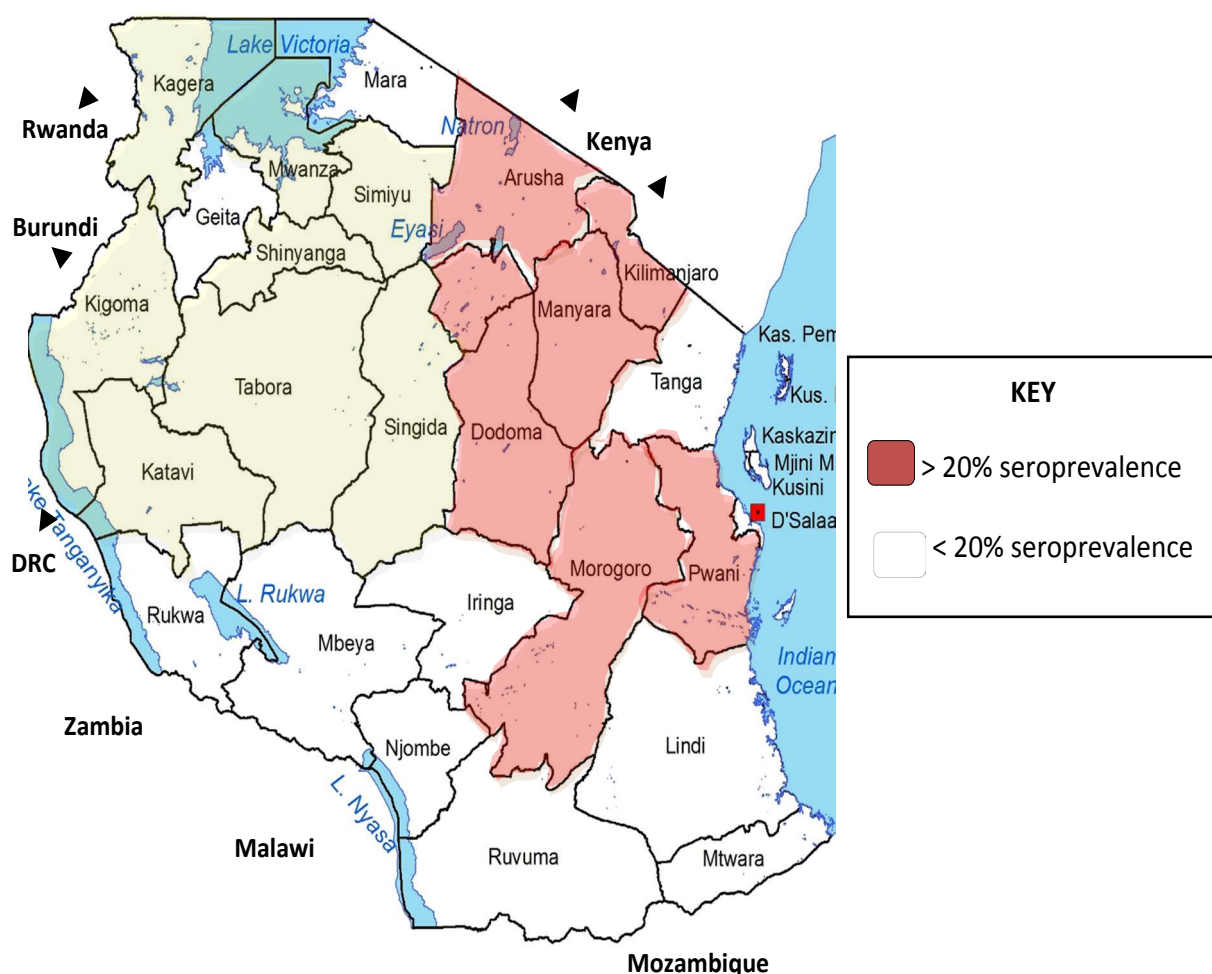 Lake Victoria
Kagera
Mara
Rwanda
Natron
Kenya
Mwanza
Simiyu
Arusha
Geita
Burundi
Eyasi
Shinyanga
Kilimanjaro
Kigoma
Manyara
Kas. Pem
Tabora
Tanga
Kus.
Singida
Dodoma
Kaskazin
Katavi
Mjini M
Kusini
D'Salaa
ke Tanganyika
DRC
Morogoro
Pwani
Rukwa
L. Rukwa
Iringa
Mbeya
Indian
Ocean
Zambia
Njombe
Lindi
L. Nyasa
Malawi
Ruvuma
Mtwara
Mozambique
KEY
> 20% seroprevalence
< 20% seroprevalence